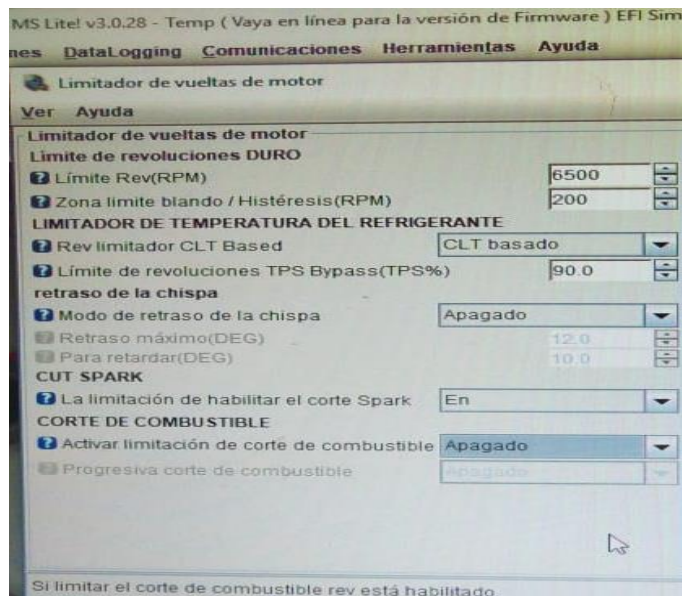 MS Lite! v3.0.28 - Temp ( Vaya en línea para la versión de Firmware ) EFI Sim
nes DataLogging Comunicaciones Herramientas Ayuda
Limitador de vueltas de motor
Ver Ayuda
Limitador de vueltas de motor
Limite de revoluciones DURO
Límite Rev(RPM) 6500
Zona limite blando / Histéresis(RPM) 200
LIMITADOR DE TEMPERATURA DEL REFRIGERANTE
Rev limitador CLT Based CLT basado
Límite de revoluciones TPS Bypass(TPS%) 90.0
retraso de la chispa
Modo de retraso de la chispa Apagado
Retraso máximo(DEG) 12.0
Para retardar(DEG) 10.0
CUT SPARK
La limitación de habilitar el corte Spark En
CORTE DE COMBUSTIBLE
Activar limitación de corte de combustible Apagado
Progresiva corte de combustible Apagado
Si limitar el corte de combustible rev está habilitado